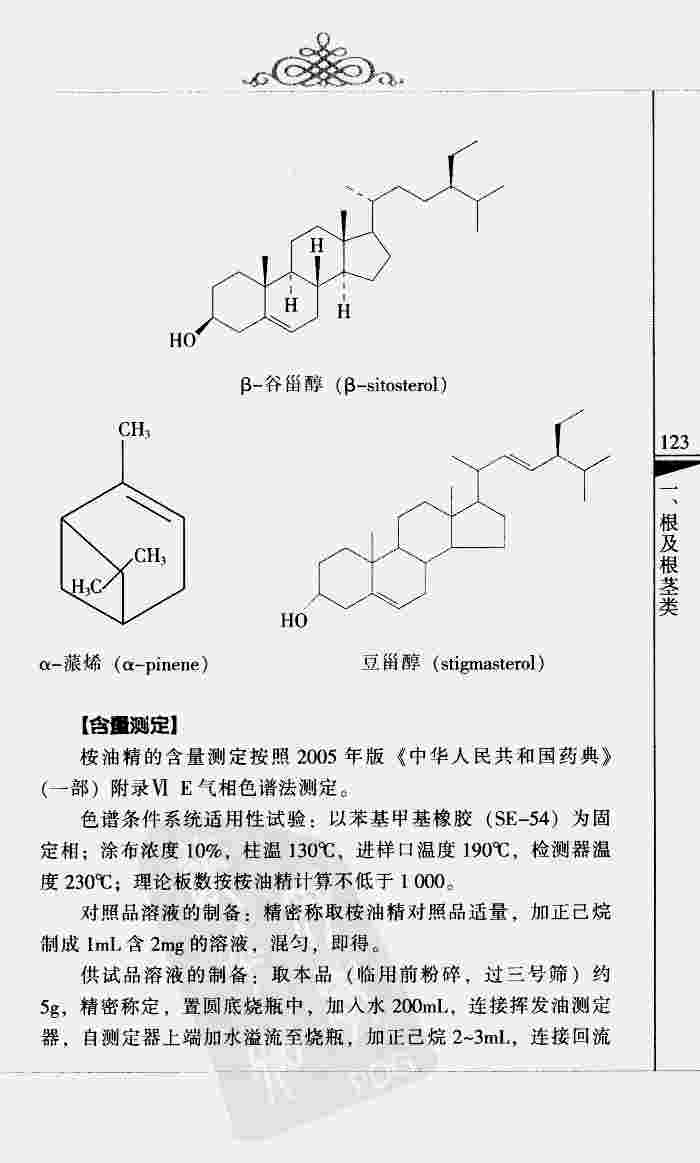 H
H
H
HO
β-谷甾醇 (β-sitosterol)
CH₃
CH₃
H₃C
HO
α-蒎烯 (α-pinene)
豆甾醇 (stigmasterol)
123
一、根及根茎类
【含量测定】
桉油精的含量测定按照 2005 年版《中华人民共和国药典》
(一部) 附录Ⅵ E 气相色谱法测定。
色谱条件系统适用性试验：以苯基甲基橡胶 (SE-54) 为固
定相；涂布浓度 10%，柱温 130℃，进样口温度 190℃，检测器温
度 230℃；理论板数按桉油精计算不低于 1 000。
对照品溶液的制备：精密称取桉油精对照品适量，加正己烷
制成 1mL 含 2mg 的溶液，混匀，即得。
供试品溶液的制备：取本品 (临用前粉碎，过三号筛) 约
5g，精密称定，置圆底烧瓶中，加入水 200mL，连接挥发油测定
器，自测定器上端加水溢流至烧瓶，加正己烷 2~3mL，连接回流